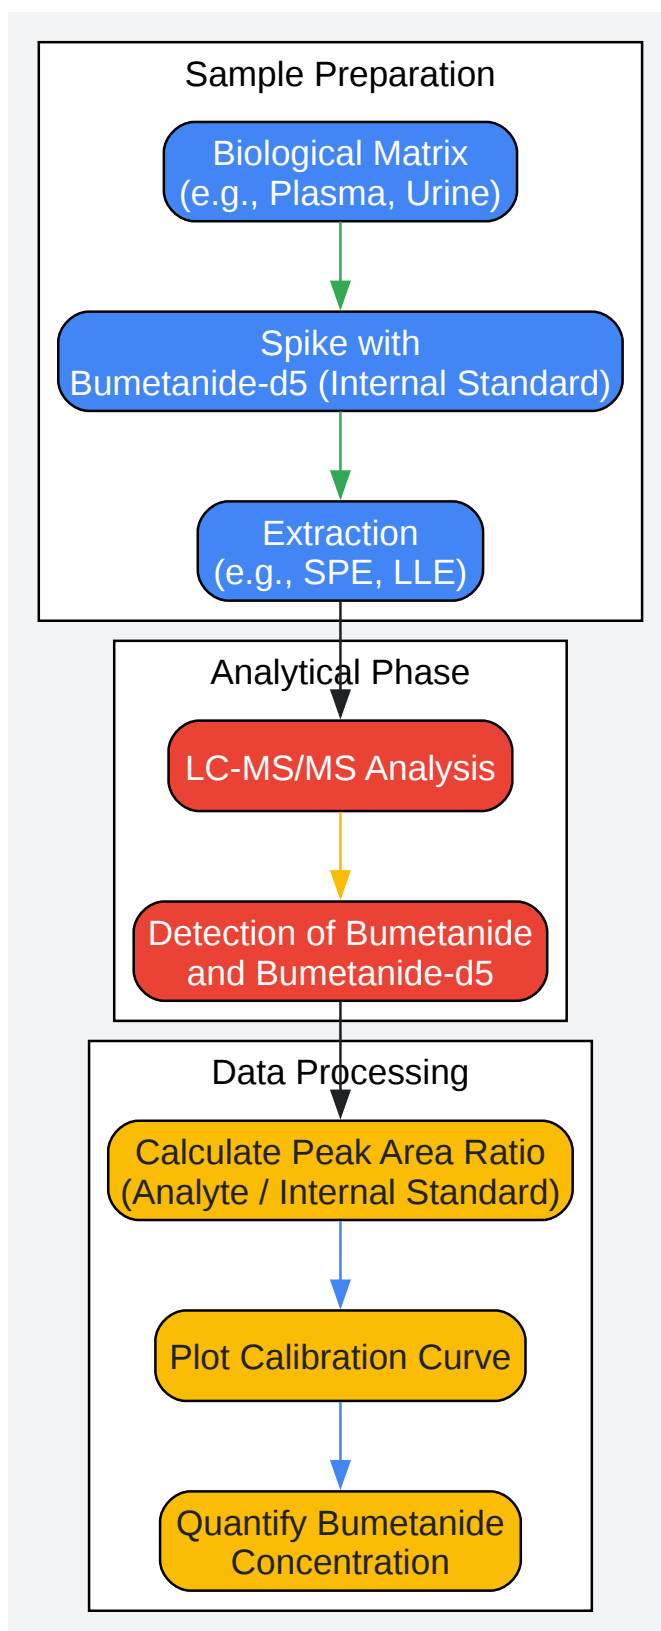 Sample Preparation
Biological Matrix
(e.g., Plasma, Urine)
Spike with
Bumetanide-d5 (Internal Standard)
Extraction
(e.g., SPE, LLE)
Analytical Phase
LC-MS/MS Analysis
Detection of Bumetanide
and Bumetanide-d5
Data Processing
Calculate Peak Area Ratio
(Analyte / Internal Standard)
Plot Calibration Curve
Quantify Bumetanide
Concentration